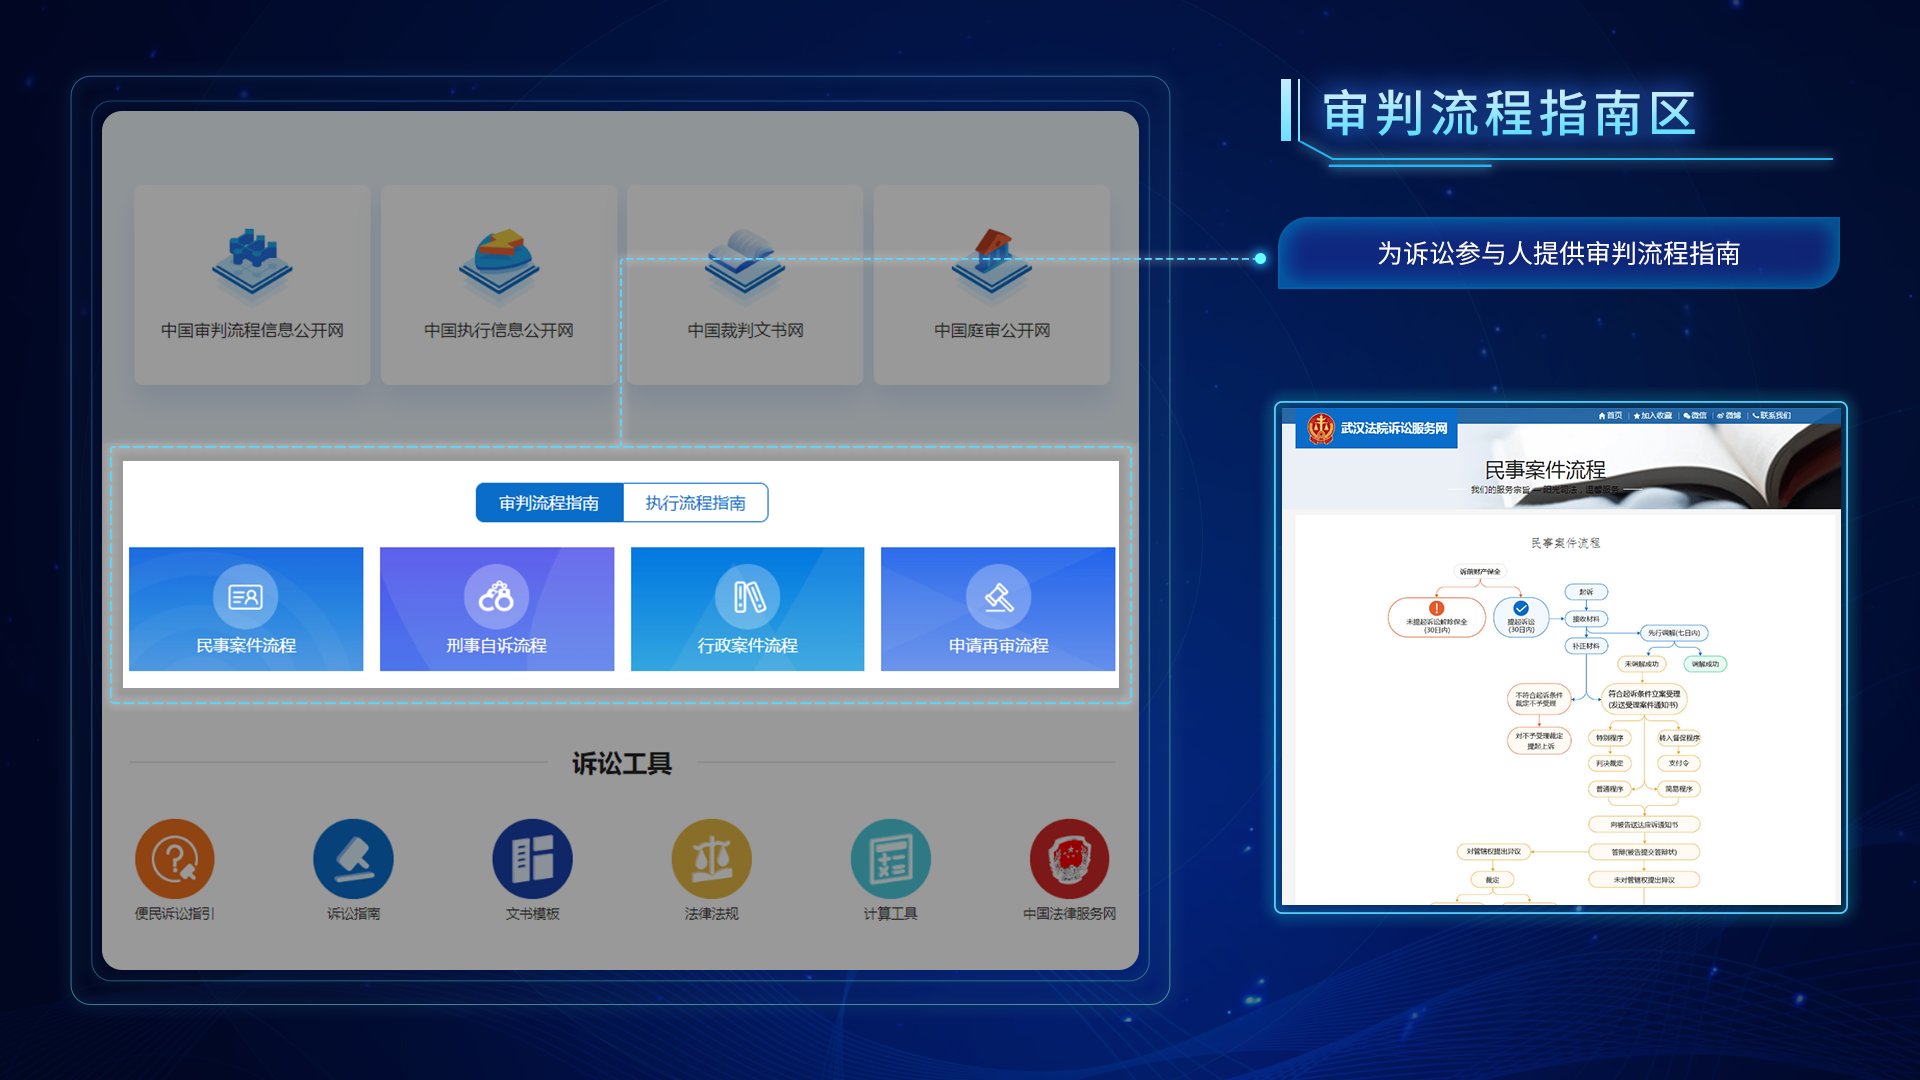 审判流程指南区
为诉讼参与人提供审判流程指南
中国审判流程信息公开网
中国执行信息公开网
中国裁判文书网
中国庭审公开网
审判流程指南
执行流程指南
民事案件流程
刑事自诉流程
行政案件流程
申请再审流程
诉讼工具
便民诉讼指引
诉讼指南
文书模板
法律法规
计算工具
中国法律服务网
首页
加入收藏
微信
微博
联系我们
武汉法院诉讼服务网
民事案件流程
我们的服务宗旨 — 阳光司法，温馨服务
民事案件流程
诉前财产保全
未提起诉讼解除保全
(30日内)
提起诉讼
(30日内)
起诉
接收材料
补正材料
先行调解(七日内)
未调解成功
调解成功
不符合起诉条件
裁定不予受理
符合起诉条件立案受理
(发送受理案件通知书)
对不予受理裁定
提起上诉
特别程序
转入督促程序
判决裁定
支付令
普通程序
简易程序
向被告送达应诉通知书
对管辖权提出异议
答辩(被告提交答辩状)
裁定
未对管辖权提出异议